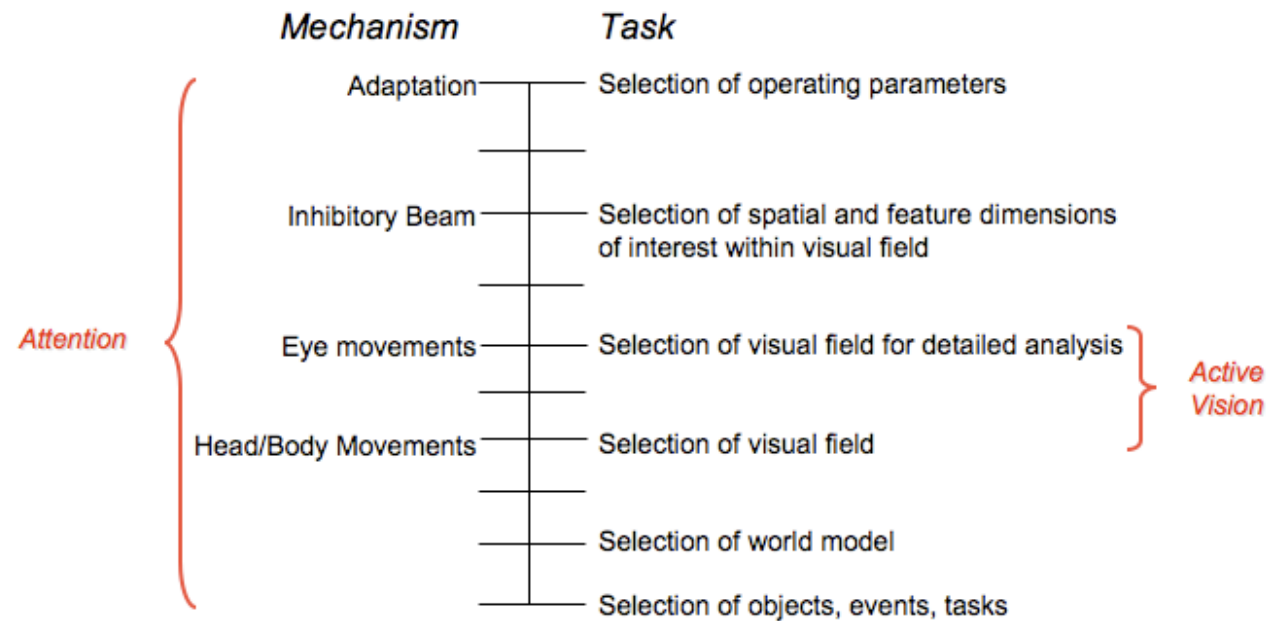 Mechanism Task
Adaptation Selection of operating parameters
Inhibitory Beam Selection of spatial and feature dimensions
of interest within visual field
Attention
Eye movements Selection of visual field for detailed analysis
Active
Vision
Head/Body Movements Selection of visual field
Selection of world model
Selection of objects, events, tasks